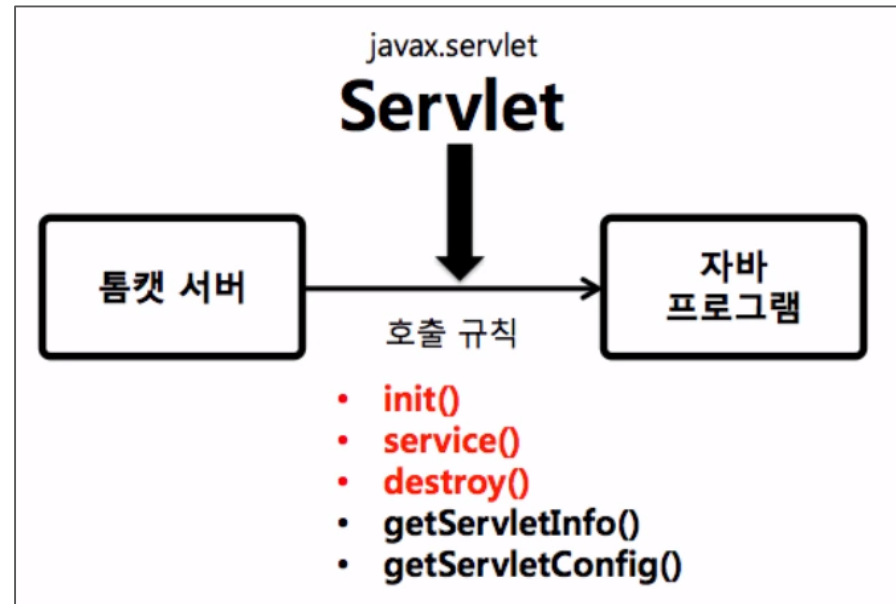 javax.servlet
Servlet
톰캣 서버
자바
프로그램
호출 규칙
• init()
• service()
• destroy()
• getServletInfo()
• getServletConfig()